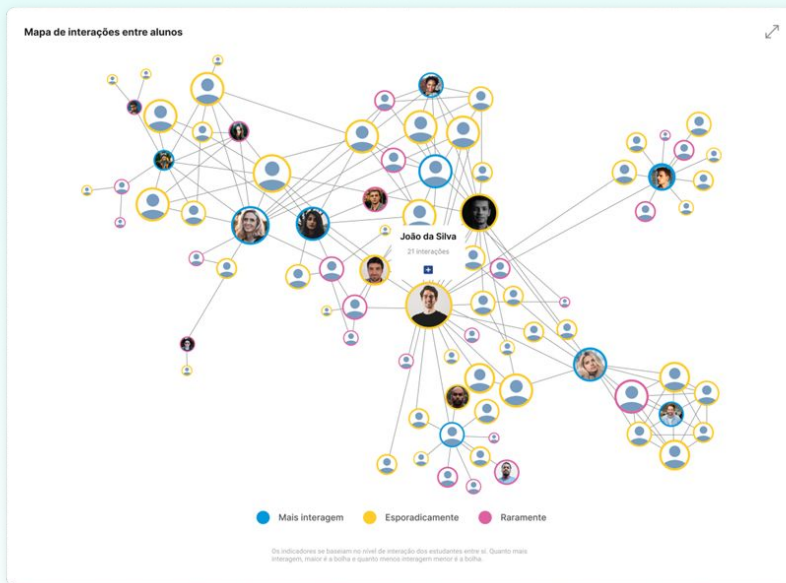 Mapa de interações entre alunos
João da Silva
21 interações
Mais interagem
Esporadicamente
Raramente
Os indicadores se baseiam no nível de interação dos estudantes entre si. Quanto mais
interagem, maior é a bolha e quanto menos interagem menor é a bolha.